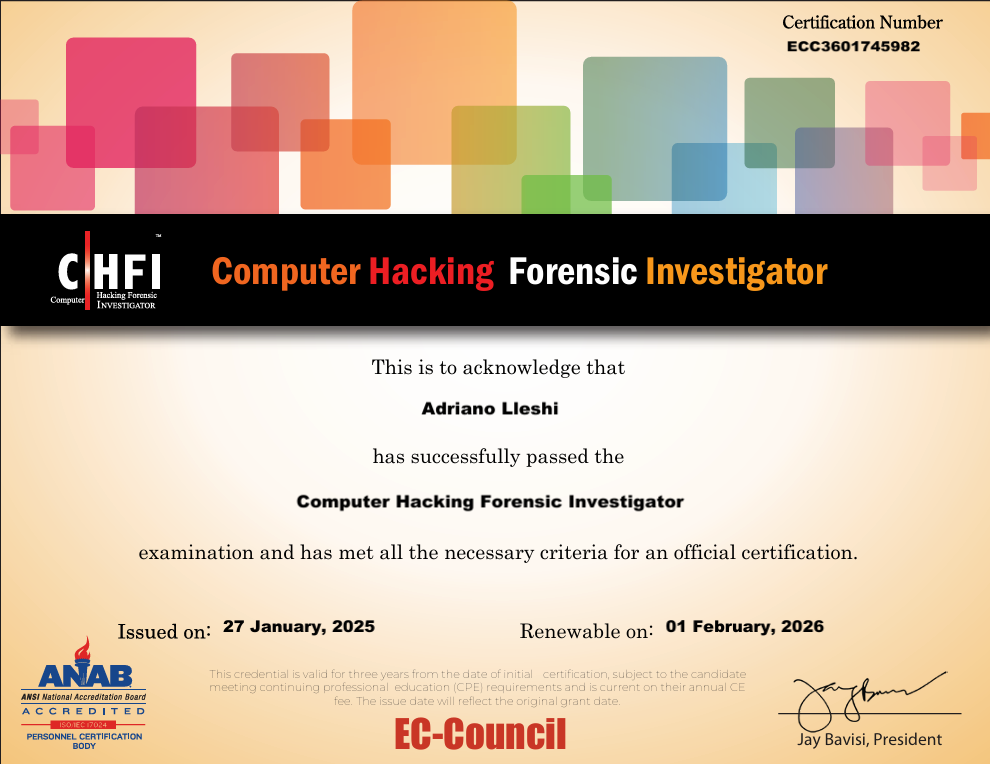 Certification Number
ECC3601745982
CHFI™
Computer Hacking Forensic
INVESTIGATOR
Computer Hacking Forensic Investigator
This is to acknowledge that
Adriano Lleshi
has successfully passed the
Computer Hacking Forensic Investigator
examination and has met all the necessary criteria for an official certification.
Issued on: 27 January, 2025
Renewable on: 01 February, 2026
ANAB
ANSI National Accreditation Board
ACCREDITED
ISO/IEC 17024
PERSONNEL CERTIFICATION
BODY
This credential is valid for three years from the date of initial certification, subject to the candidate
meeting continuing professional education (CPE) requirements and is current on their annual CE
fee. The issue date will reflect the original grant date.
EC-Council
Jay Bavisi
Jay Bavisi, President